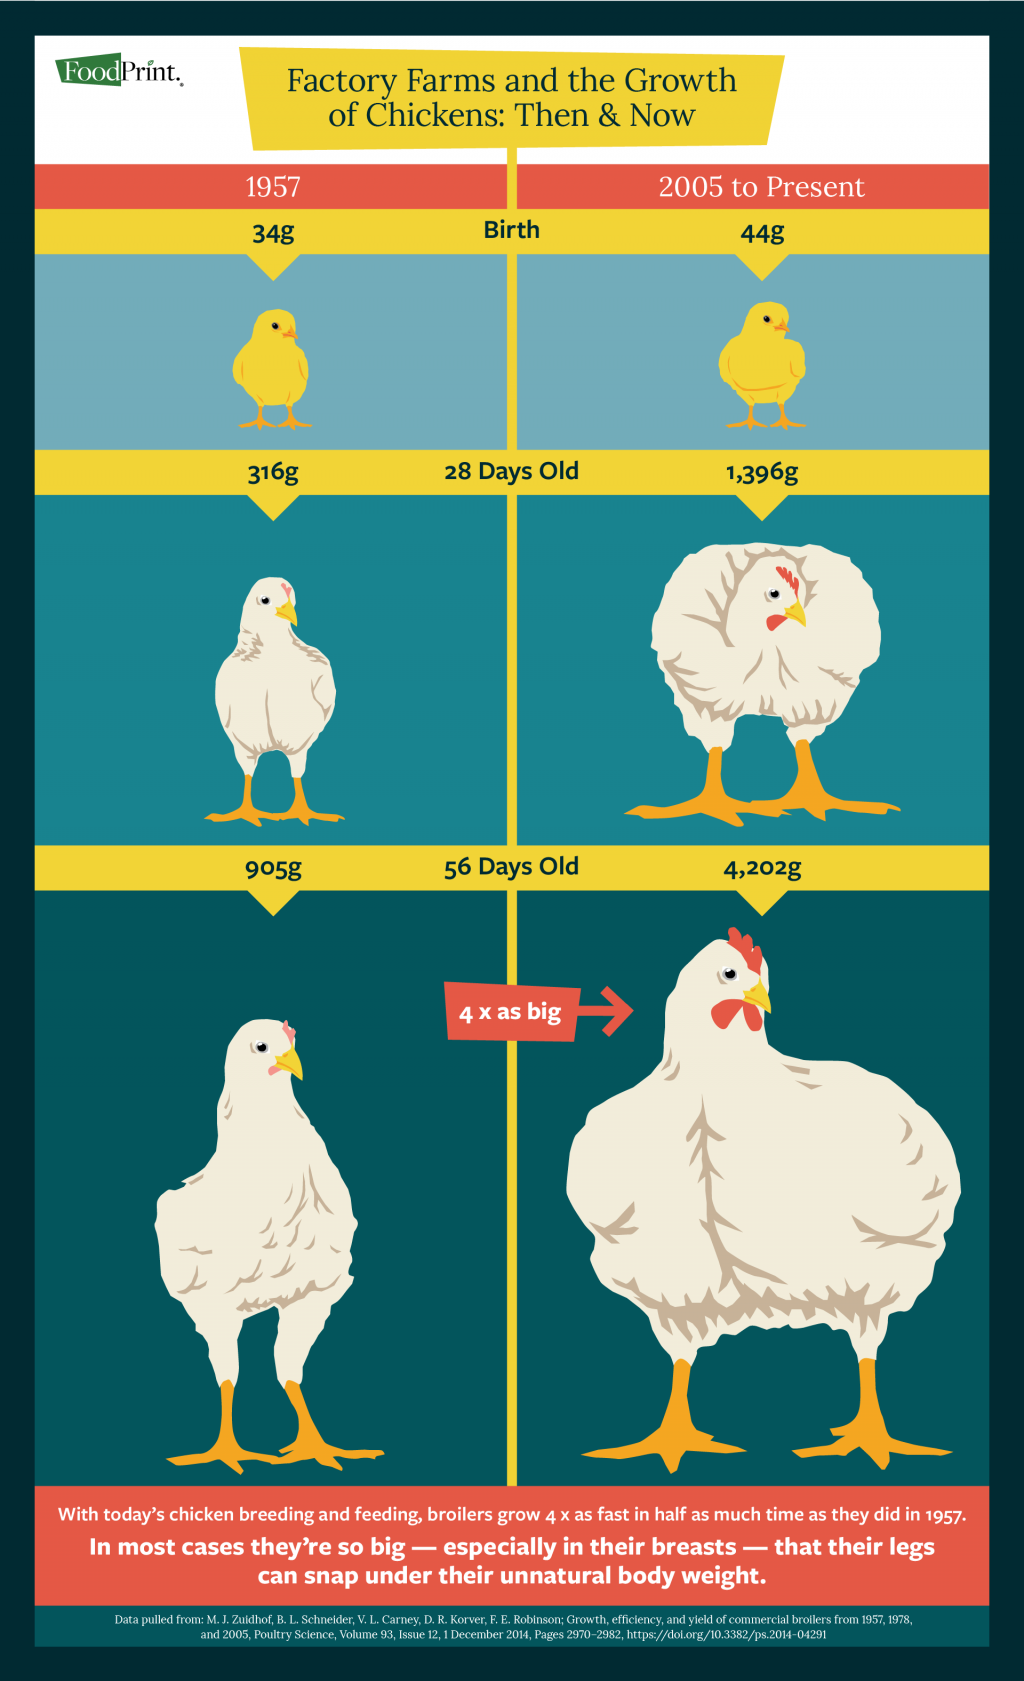 FoodPrint.
Factory Farms and the Growth
of Chickens: Then & Now
1957
2005 to Present
34g
Birth
44g
316g
28 Days Old
1,396g
905g
56 Days Old
4,202g
4 x as big
With today's chicken breeding and feeding, broilers grow 4 x as fast in half as much time as they did in 1957.
In most cases they're so big — especially in their breasts — that their legs
can snap under their unnatural body weight.
Data pulled from: M. J. Zuidhof, B. L. Schneider, V. L. Carney, D. R. Korver, F. E. Robinson; Growth, efficiency, and yield of commercial broilers from 1957, 1978,
and 2005, Poultry Science, Volume 93, Issue 12, 1 December 2014, Pages 2970–2982, https://doi.org/10.3382/ps.2014-04291